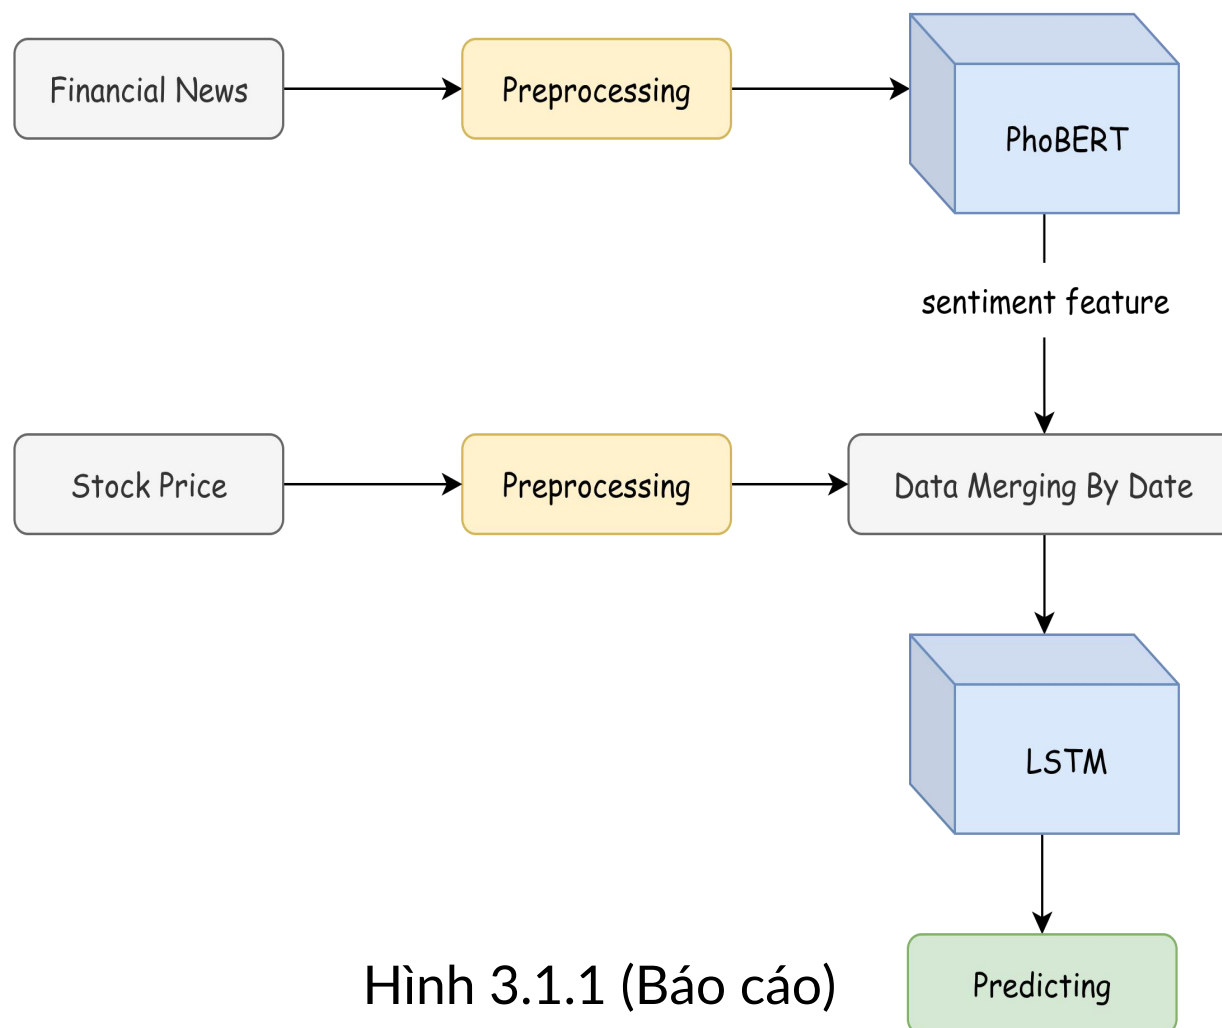 Financial News
Preprocessing
PhoBERT
sentiment feature
Stock Price
Preprocessing
Data Merging By Date
LSTM
Predicting
Hình 3.1.1 (Báo cáo)